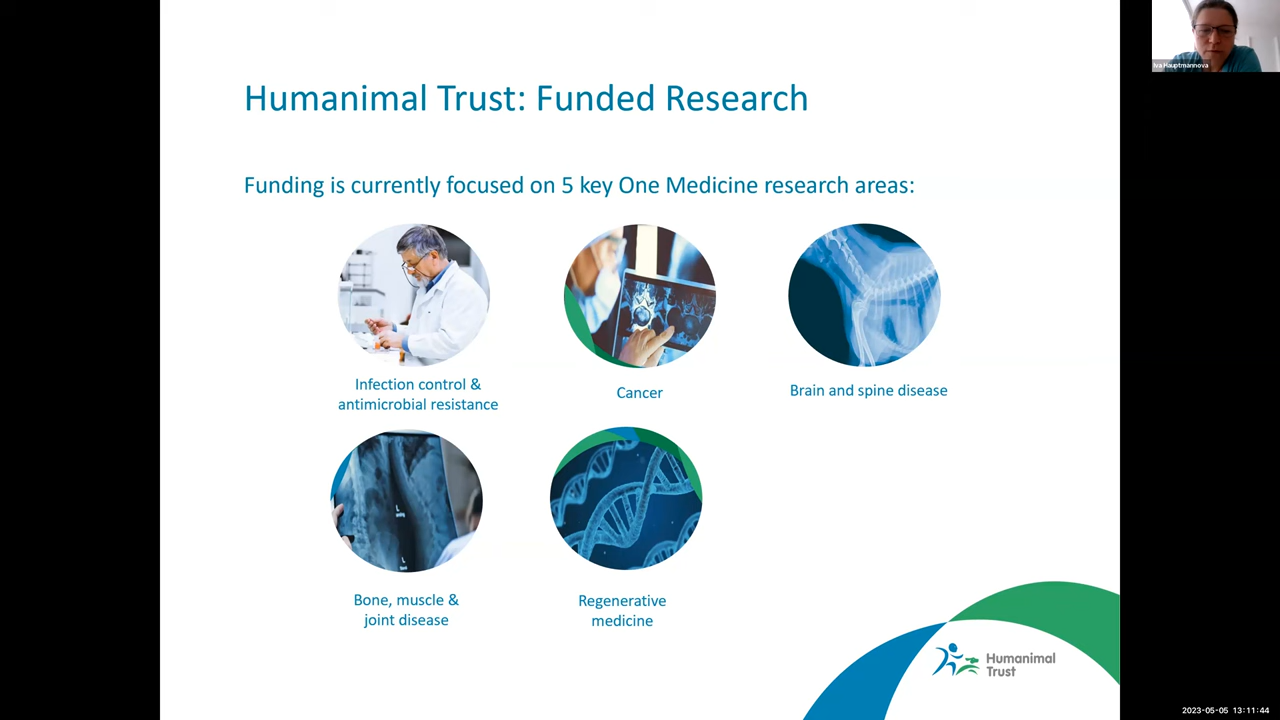 Iva Hauptmannova
Humanimal Trust: Funded Research
Funding is currently focused on 5 key One Medicine research areas:
Infection control &
antimicrobial resistance
Cancer
Brain and spine disease
Bone, muscle &
joint disease
Regenerative
medicine
Humanimal
Trust
2023-05-05 13:11:44